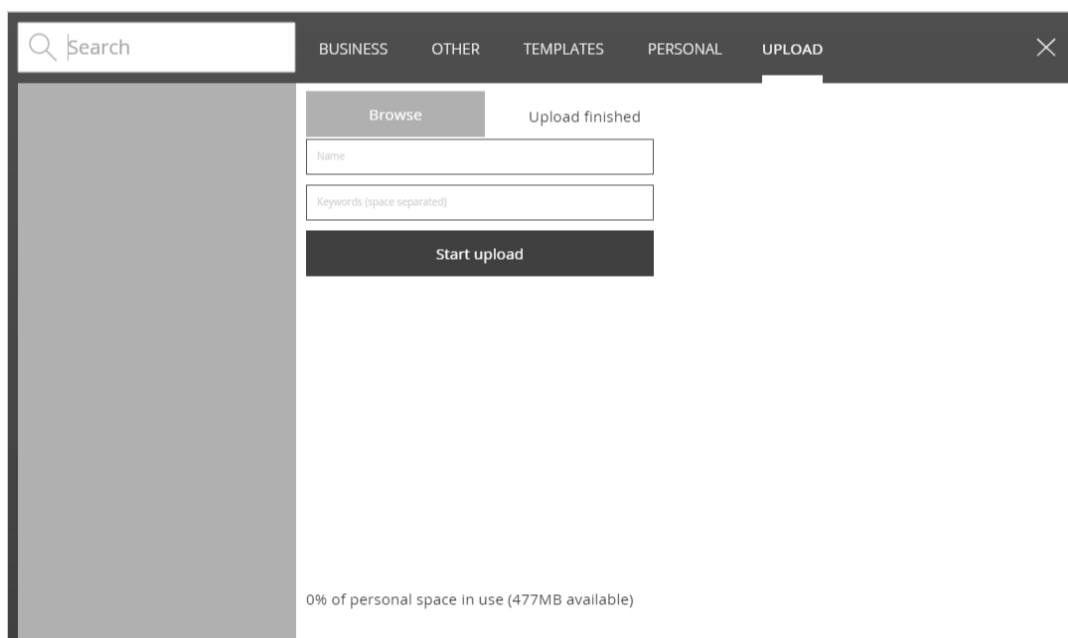 Search BUSINESS OTHER TEMPLATES PERSONAL UPLOAD
Browse Upload finished
Name
Keywords (space separated)
Start upload
0% of personal space in use (477MB available)